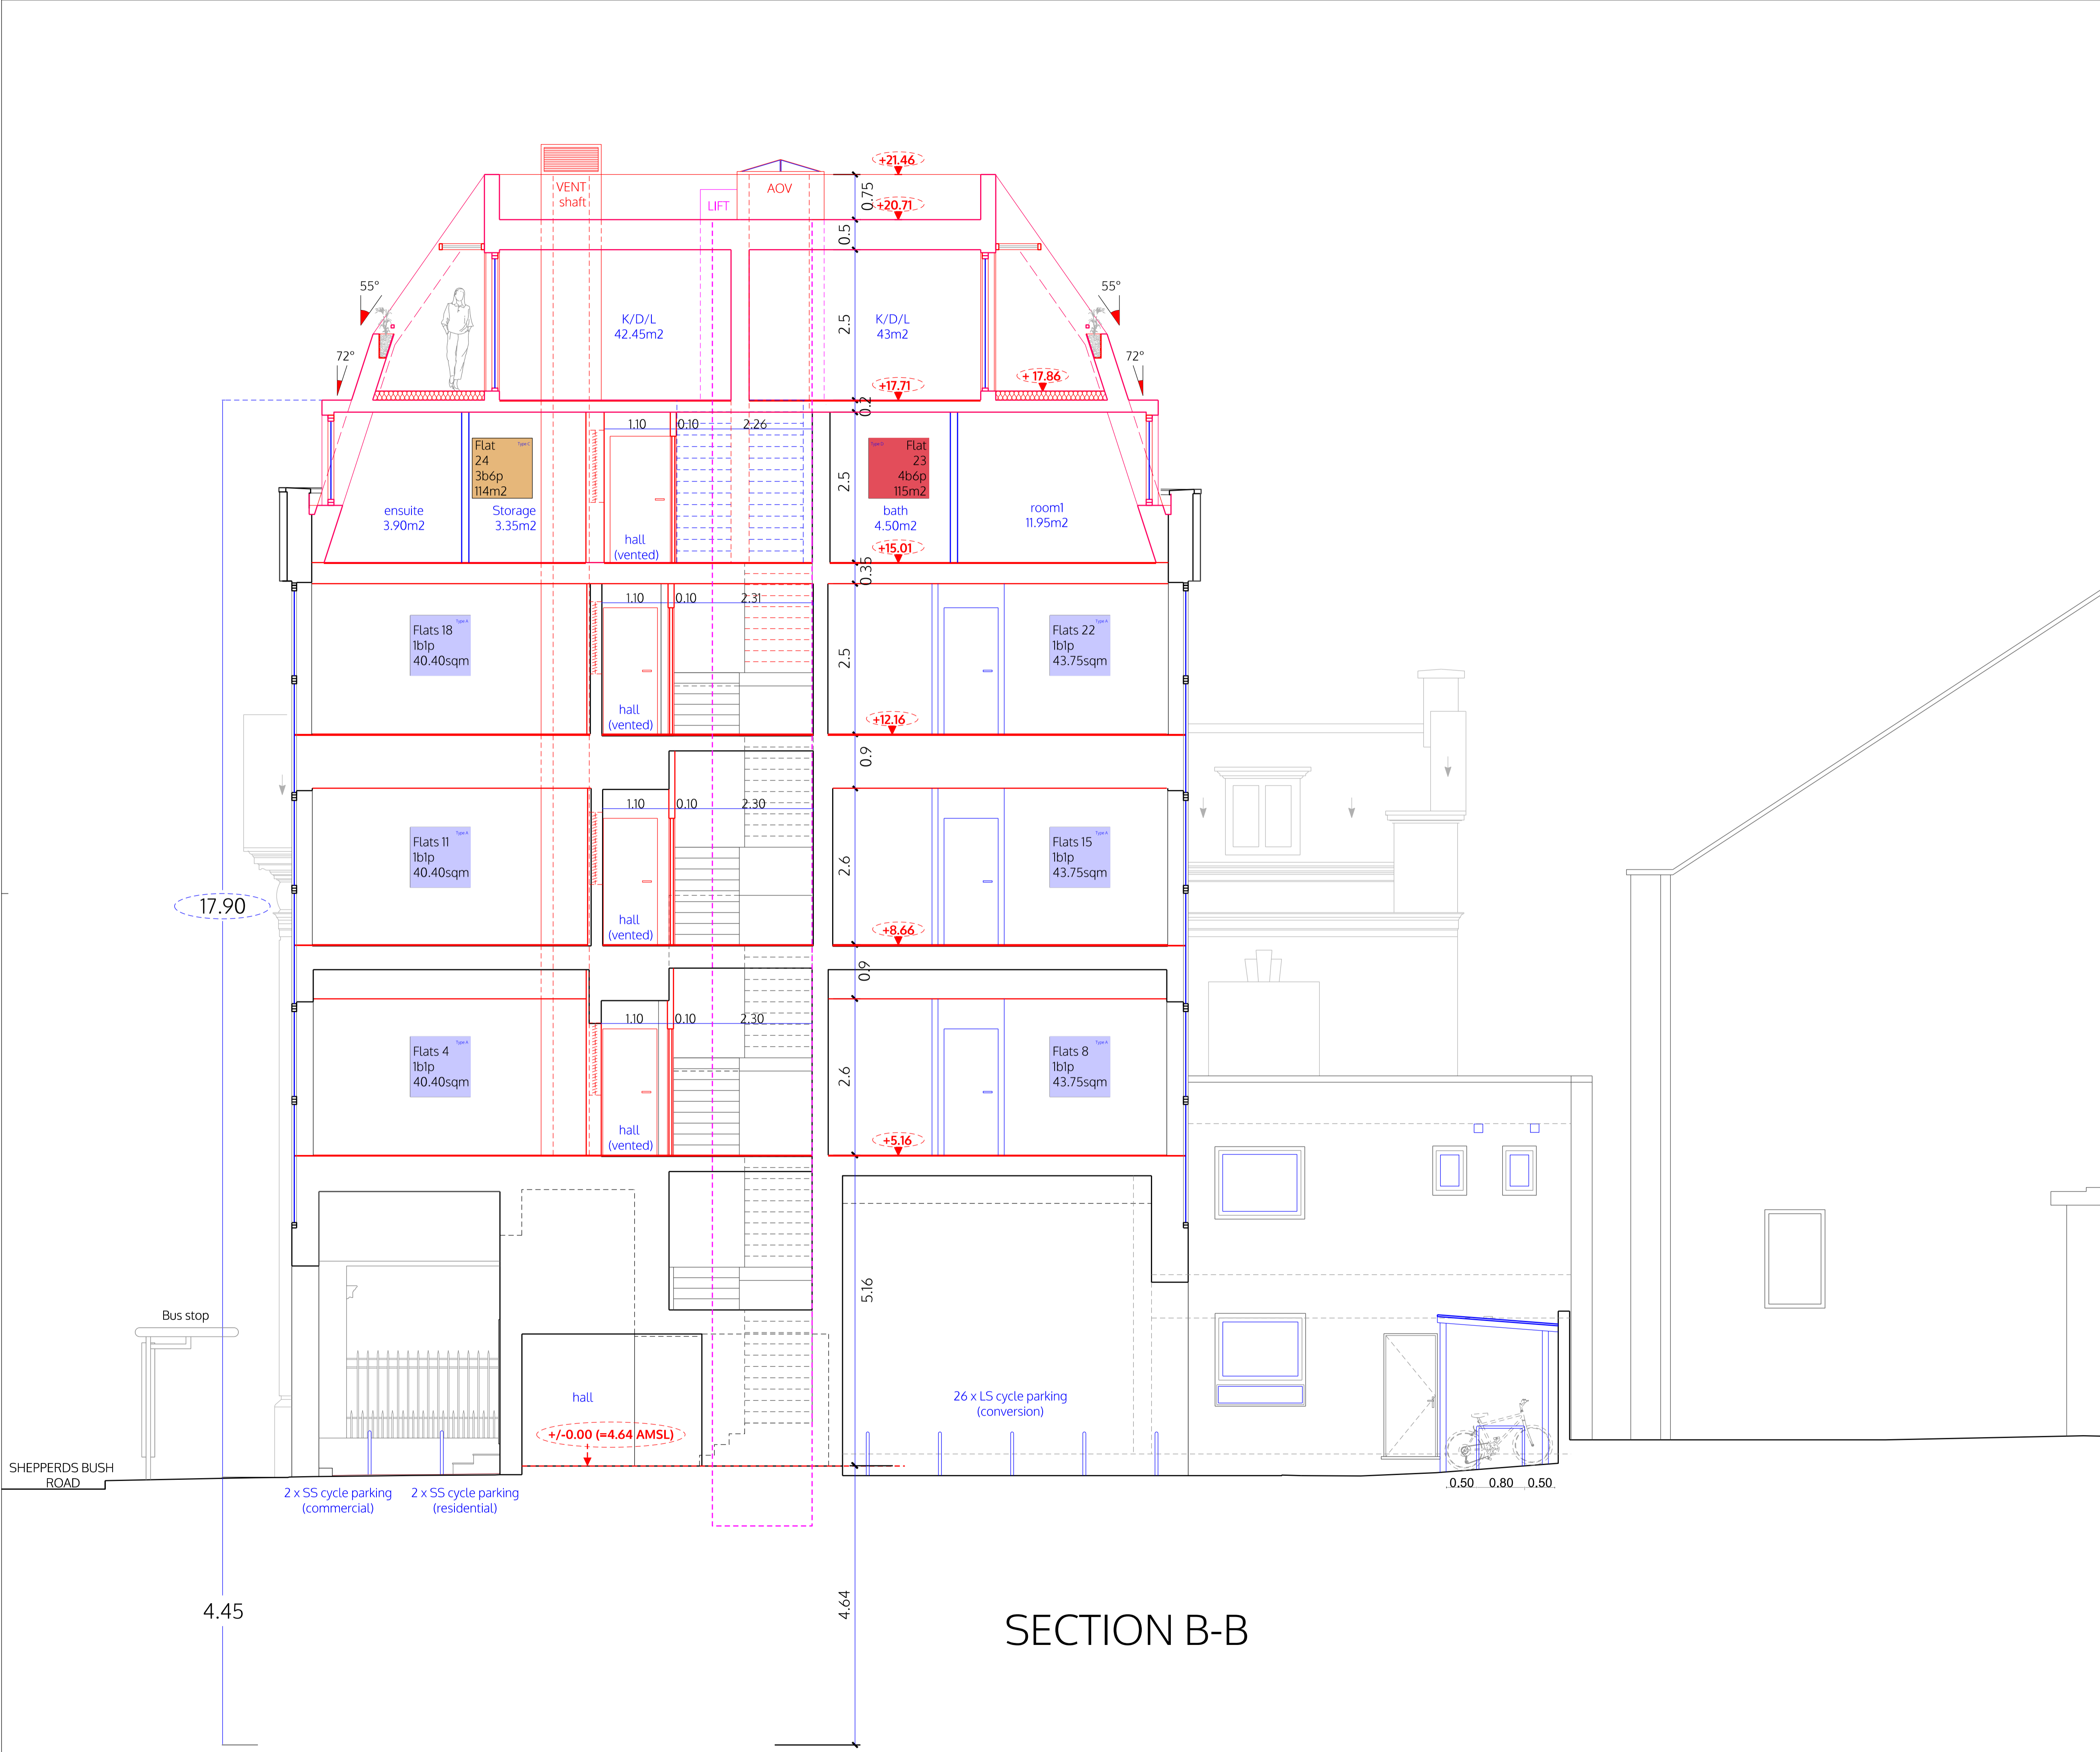 +21.46
0.75
VENT
shaft
AOV
LIFT
+20.71
0.5
55°
55°
K/D/L
42.45m2
2.5
K/D/L
43m2
72°
72°
+17.71
+ 17.86
0.2
1.10
0.10
2.26
Flat
Type C
24
3b6p
114m2
Flat
23
4b6p
115m2
2.5
ensuite
3.90m2
Storage
3.35m2
bath
4.50m2
room1
11.95m2
hall
(vented)
+15.01
0.35
1.10
0.10
2.31
Type A
Flats 18
1b1p
40.40sqm
2.5
Type A
Flats 22
1b1p
43.75sqm
hall
(vented)
+12.16
0.9
1.10
0.10
2.30
Type A
Flats 11
1b1p
40.40sqm
2.6
Type A
Flats 15
1b1p
43.75sqm
17.90
hall
(vented)
+8.66
0.9
1.10
0.10
2.30
Type A
Flats 4
1b1p
40.40sqm
2.6
Type A
Flats 8
1b1p
43.75sqm
hall
(vented)
+5.16
5.16
Bus stop
hall
26 x LS cycle parking
(conversion)
+/-0.00 (=4.64 AMSL)
SHEPPERDS BUSH
ROAD
2 x SS cycle parking
(commercial)
2 x SS cycle parking
(residential)
0.50
0.80
0.50
4.45
4.64
SECTION B-B